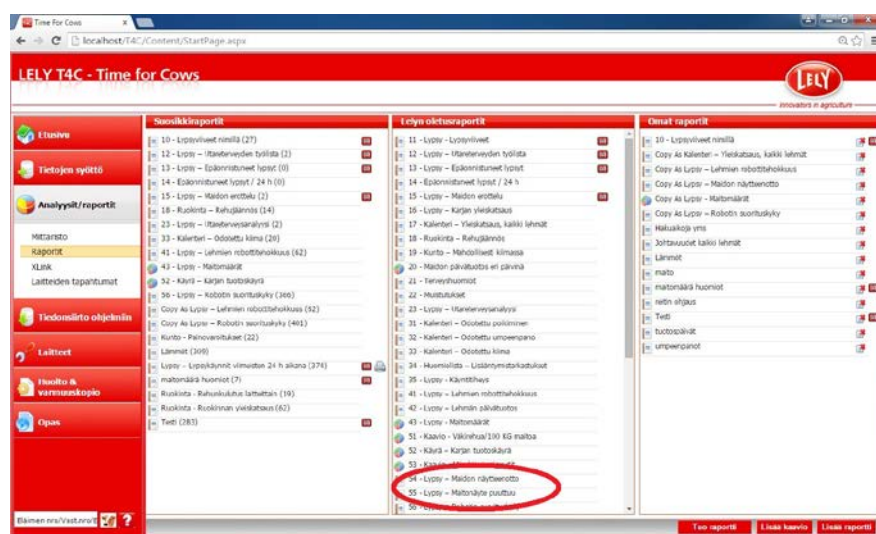 Time For Cows
localhost/T4C/Content/StartPage.aspx
LELY T4C - Time for Cows
LELY
innovators in agriculture
Etusivu
Tietojen syöttö
Analyysit/raportit
Mittaristo
Raportit
XLink
Laitteiden tapahtumat
Tiedonsiirto ohjelmiin
Laitteet
Huolto &
varmuuskopio
Opas
Eläimen nro/Vast.nro/E
Suosikkiraportit
10 - Lypsyviiveet nimillä (27)
12 - Lypsy – Utareterveyden työlista (2)
13 - Lypsy – Epäonnistuneet lypsyt (0)
14 - Epäonnistuneet lypsyt / 24 h (0)
15 - Lypsy – Maidon erottelu (2)
18 - Ruokinta – Rehujäännös (14)
23 - Lypsy – Utareterveysanalyysi (2)
33 - Kalenteri – Odotettu kiima (20)
41 - Lypsy – Lehmien robottitehokkuus (62)
43 - Lypsy - Maitomäärät
52 - Käyrä – Karjan tuotoskäyrä
56 - Lypsy – Robotin suorituskyky (366)
Copy As Lypsy – Lehmien robottitehokkuus (52)
Copy As Lypsy – Robotin suorituskyky (401)
Kunto - Painovaroitukset (22)
Lämmöt (309)
Lypsy – Lypsykäynnit viimeisten 24 h aikana (374)
maitomäärä huomiot (7)
Ruokinta - Rehunkulutus laitteittain (19)
Ruokinta - Ruokinnan yleiskatsaus (62)
Testi (283)
Lelyn oletusraportit
11 - Lypsy - Lypsyviiveet
12 - Lypsy – Utareterveyden työlista
13 - Lypsy – Epäonnistuneet lypsyt
14 - Epäonnistuneet lypsyt / 24 h
15 - Lypsy – Maidon erottelu
16 - Lypsy – Karjan yleiskatsaus
17 - Kalenteri – Yleiskatsaus, kaikki lehmät
18 - Ruokinta – Rehujäännös
19 - Kunto – Mahdollisesti kiimassa
20 - Maidon päivätuotos eri päivinä
21 - Terveyshuomiot
22 - Muistutukset
23 - Lypsy – Utareterveysanalyysi
31 - Kalenteri – Odotettu poikiminen
32 - Kalenteri – Odotettu umpeenpano
33 - Kalenteri – Odotettu kiima
34 - Huomiolista – Lisääntymistarkastukset
35 - Lypsy - Käyntitiheys
41 - Lypsy – Lehmien robottitehokkuus
42 - Lypsy – Lehmän päivätuotos
43 - Lypsy - Maitomäärät
51 - Kaavio - Väkirehua/100 KG maitoa
52 - Käyrä – Karjan tuotoskäyrä
54 - Lypsy – Maidon näytteenotto
55 - Lypsy – Maitonäyte puuttuu
Omat raportit
10 - Lypsyviiveet nimillä
Copy As Kalenteri – Yleiskatsaus, kaikki lehmät
Copy As Lypsy – Lehmien robottitehokkuus
Copy As Lypsy – Maidon näytteenotto
Copy As Lypsy - Maitomäärät
Copy As Lypsy – Robotin suorituskyky
Hakuaikoja yms
Johtavuudet kaikki lehmät
Lämmöt
maito
maitomäärä huomiot
reitin ohjaus
Testi
tuotospäivät
umpeenpanot
Tee raportti
Lisää kaavio
Lisää raportti